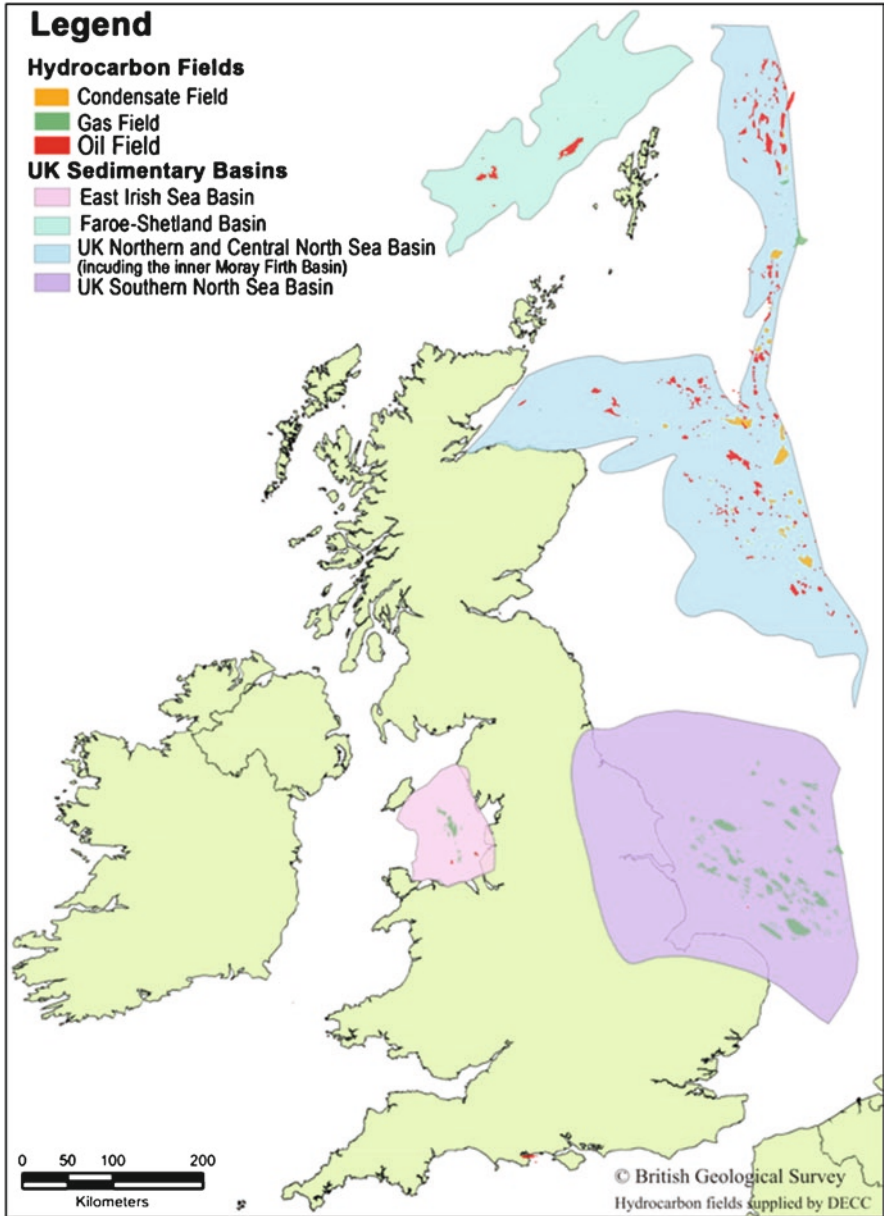 Legend
Hydrocarbon Fields
Condensate Field
Gas Field
Oil Field
UK Sedimentary Basins
East Irish Sea Basin
Faroe-Shetland Basin
UK Northern and Central North Sea Basin
(incuding the inner Moray Firth Basin)
UK Southern North Sea Basin
0 50 100 200
Kilometers
© British Geological Survey
Hydrocarbon fields supplied by DECC